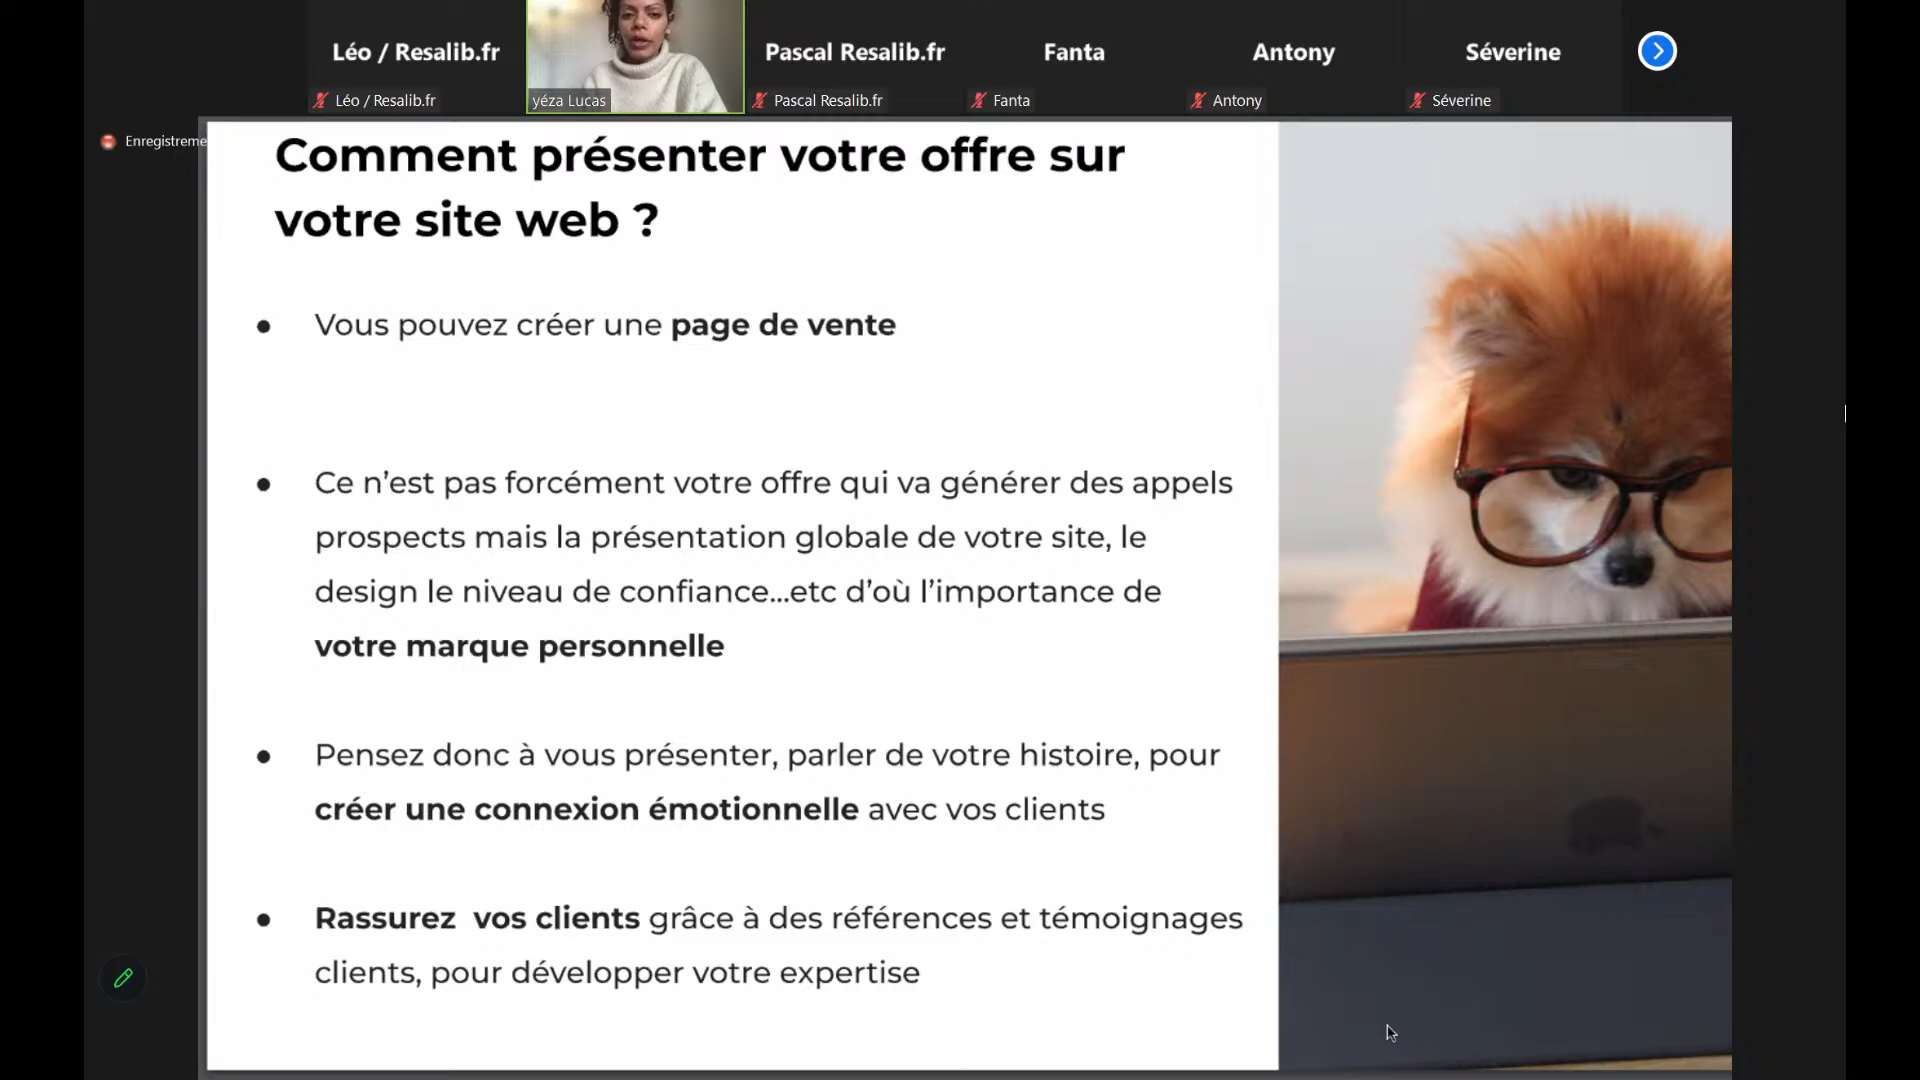 Léo / Resalib.fr
Pascal Resalib.fr
Fanta
Antony
Séverine
Léo / Resalib.fr
yéza Lucas
Pascal Resalib.fr
Fanta
Antony
Séverine
Enregistreme
Comment présenter votre offre sur
votre site web ?
● Vous pouvez créer une page de vente
● Ce n’est pas forcément votre offre qui va générer des appels
prospects mais la présentation globale de votre site, le
design le niveau de confiance...etc d’où l’importance de
votre marque personnelle
● Pensez donc à vous présenter, parler de votre histoire, pour
créer une connexion émotionnelle avec vos clients
● Rassurez  vos clients grâce à des références et témoignages
clients, pour développer votre expertise